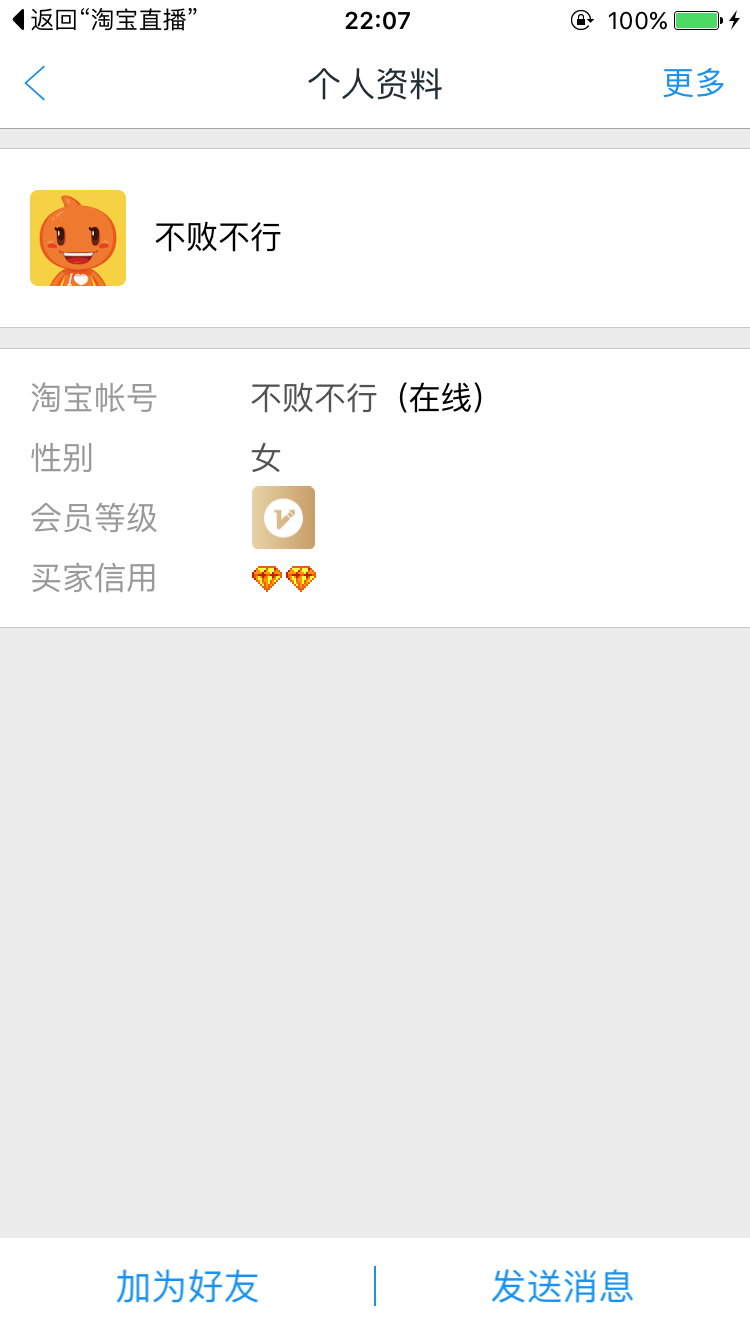 返回“淘宝直播” 22:07 100%
个人资料 更多
不败不行
淘宝帐号 不败不行（在线）
性别 女
会员等级 V
买家信用
加为好友 发送消息